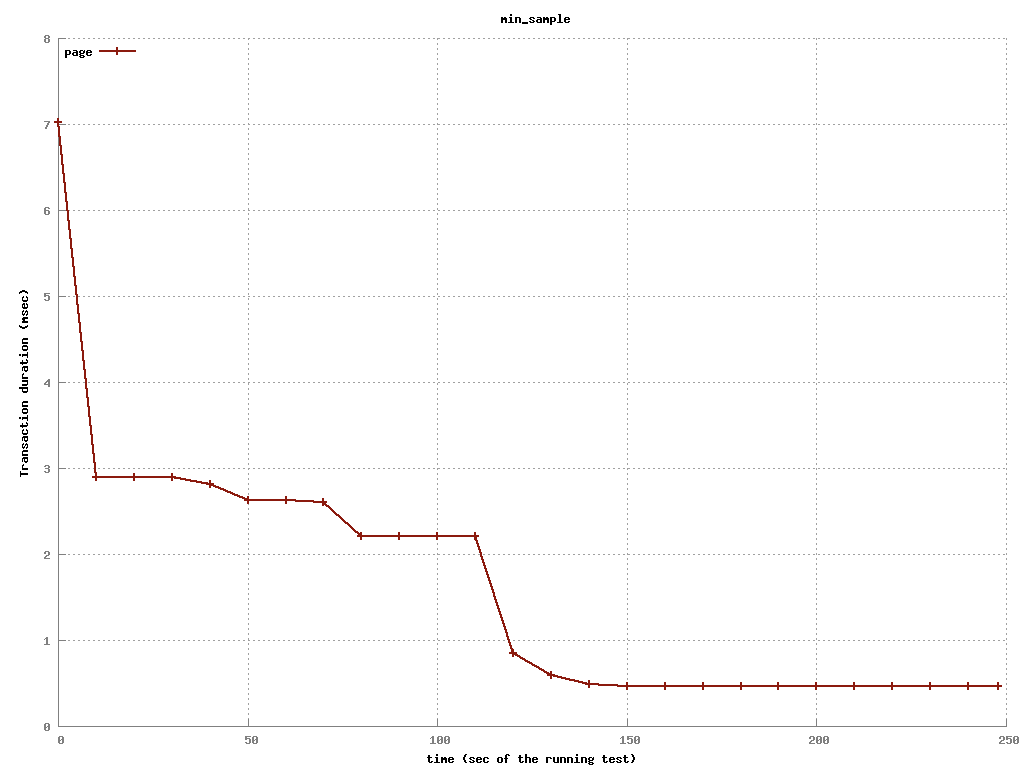 min_sample
8
page
7
6
5
4
3
2
1
0
Transaction duration (msec)
0 50 100 150 200 250
time (sec of the running test)